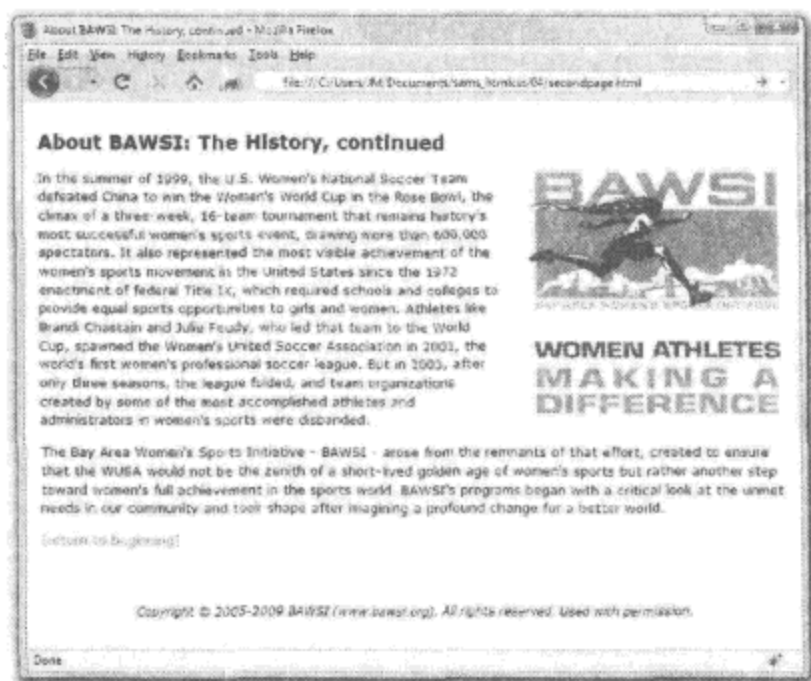 About BAWSI: The History, continued - Mozilla Firefox
File Edit View History Bookmarks Tools Help
file:///C:/Users/JM/Documents/sams_htmlcss/04/secondpage.html
About BAWSI: The History, continued
In the summer of 1999, the U.S. Women's National Soccer Team
defeated China to win the Women's World Cup in the Rose Bowl, the
climax of a three-week, 16-team tournament that remains history's
most successful women's sports event, drawing more than 600,000
spectators. It also represented the most visible achievement of the
women's sports movement in the United States since the 1972
enactment of federal Title IX, which required schools and colleges to
provide equal sports opportunities to girls and women. Athletes like
Brandi Chastain and Julie Foudy, who led that team to the World
Cup, spawned the Women's United Soccer Association in 2001, the
world's first women's professional soccer league. But in 2003, after
only three seasons, the league folded, and team organizations
created by some of the most accomplished athletes and
administrators in women's sports were disbanded.
BAWSI
WOMEN ATHLETES
MAKING A
DIFFERENCE
The Bay Area Women's Sports Initiative - BAWSI - arose from the remnants of that effort, created to ensure
that the WUSA would not be the zenith of a short-lived golden age of women's sports but rather another step
toward women's full achievement in the sports world. BAWSI's programs began with a critical look at the unmet
needs in our community and took shape after imagining a profound change for a better world.
[return to beginning]
Copyright © 2005-2009 BAWSI (www.bawsi.org). All rights reserved. Used with permission.
Done